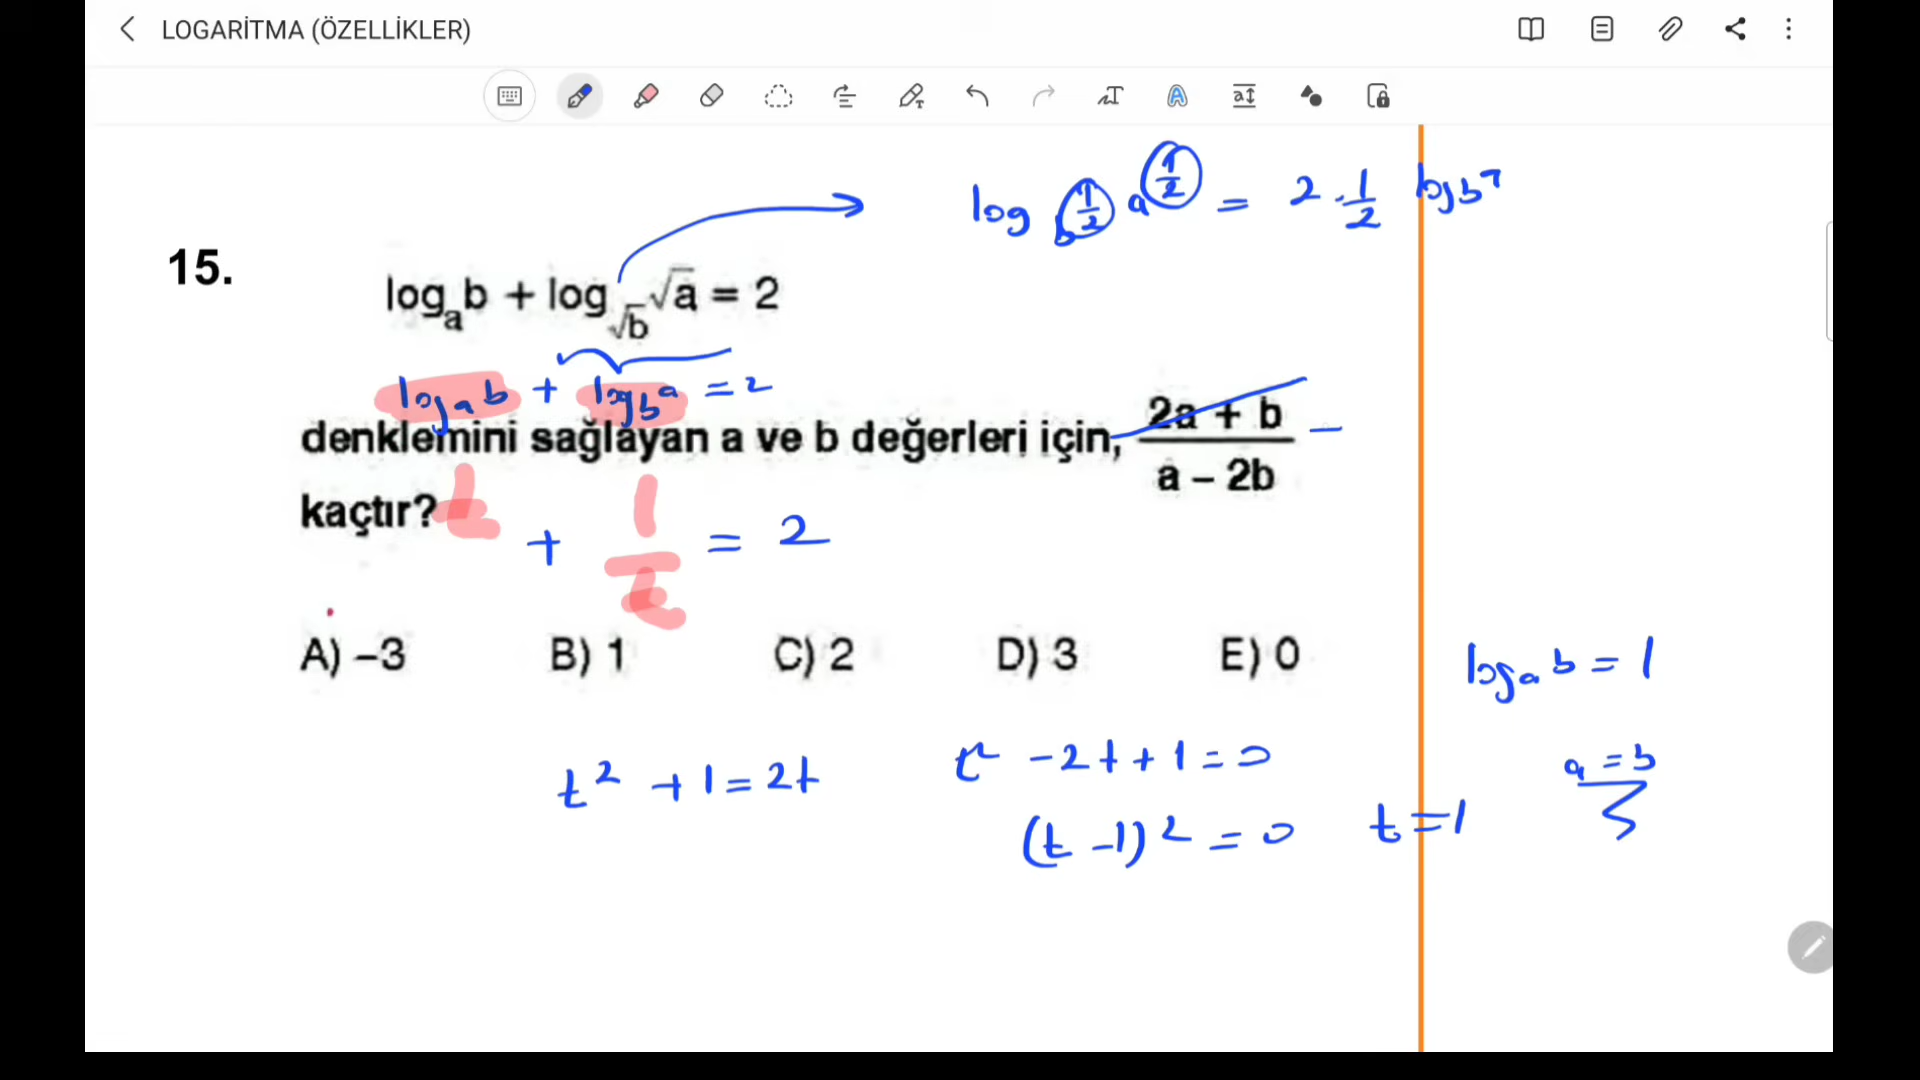 LOGARİTMA (ÖZELLİKLER)
log b^(1/2) a^(1/2) = 2 · 1/2 log_b a
15.
log_a b + log_√b √a = 2
log_a b + log_b a = 2
denklemini sağlayan a ve b değerleri için, (2a + b)/(a – 2b) –
kaçtır?
t + 1/t = 2
A) –3 B) 1 C) 2 D) 3 E) 0
log_a b = 1
t² + 1 = 2t t² – 2t + 1 = 0 a = b
(t – 1)² = 0 t = 1